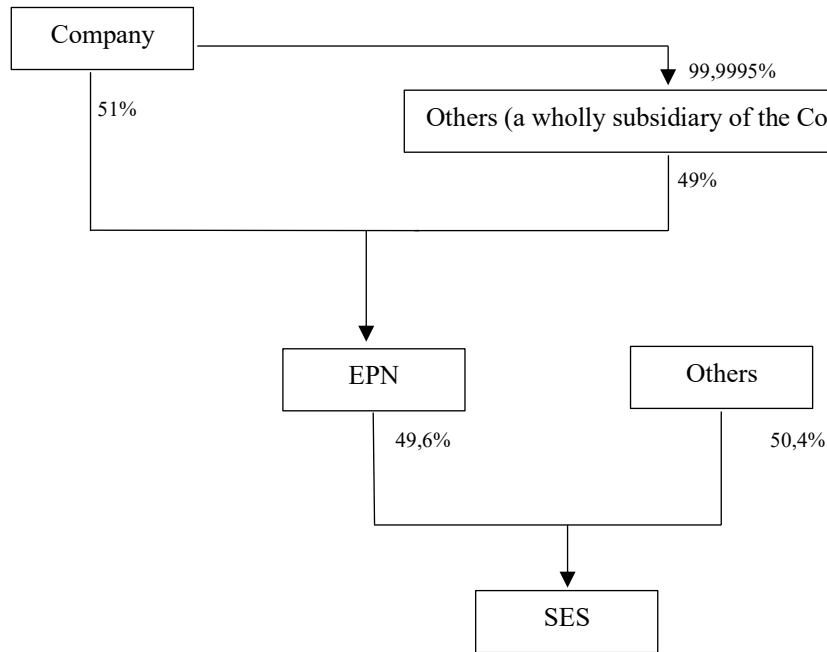 Company
99,9995%
51%
Others (a wholly subsidiary of the Co
49%
EPN
Others
49,6%
50,4%
SES